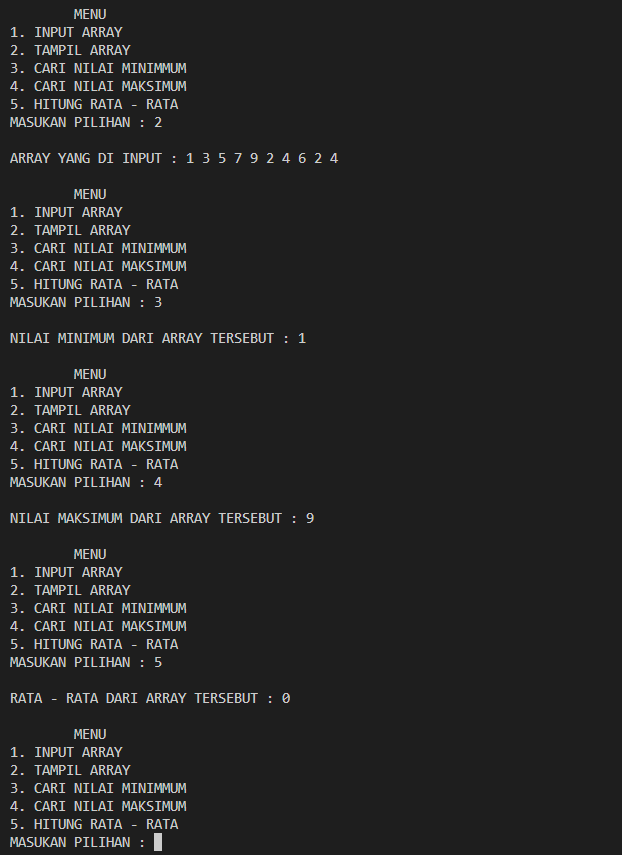 MENU
1. INPUT ARRAY
2. TAMPIL ARRAY
3. CARI NILAI MINIMMUM
4. CARI NILAI MAKSIMUM
5. HITUNG RATA - RATA
MASUKAN PILIHAN : 2
ARRAY YANG DI INPUT : 1 3 5 7 9 2 4 6 2 4
MENU
1. INPUT ARRAY
2. TAMPIL ARRAY
3. CARI NILAI MINIMMUM
4. CARI NILAI MAKSIMUM
5. HITUNG RATA - RATA
MASUKAN PILIHAN : 3
NILAI MINIMUM DARI ARRAY TERSEBUT : 1
MENU
1. INPUT ARRAY
2. TAMPIL ARRAY
3. CARI NILAI MINIMMUM
4. CARI NILAI MAKSIMUM
5. HITUNG RATA - RATA
MASUKAN PILIHAN : 4
NILAI MAKSIMUM DARI ARRAY TERSEBUT : 9
MENU
1. INPUT ARRAY
2. TAMPIL ARRAY
3. CARI NILAI MINIMMUM
4. CARI NILAI MAKSIMUM
5. HITUNG RATA - RATA
MASUKAN PILIHAN : 5
RATA - RATA DARI ARRAY TERSEBUT : 0
MENU
1. INPUT ARRAY
2. TAMPIL ARRAY
3. CARI NILAI MINIMMUM
4. CARI NILAI MAKSIMUM
5. HITUNG RATA - RATA
MASUKAN PILIHAN :